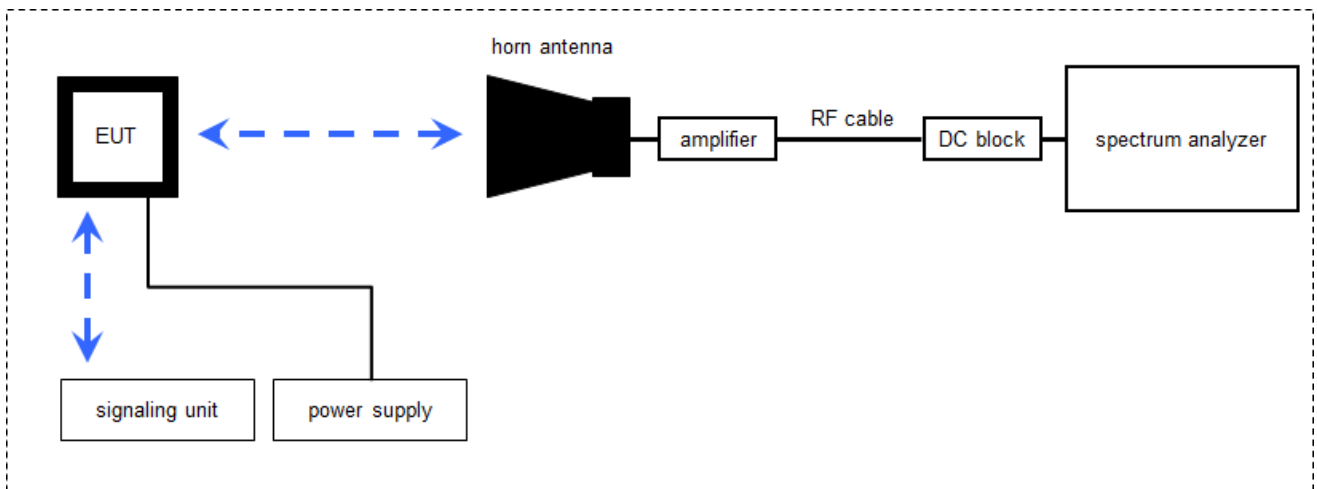 horn antenna
EUT
amplifier
RF cable
DC block
spectrum analyzer
signaling unit
power supply